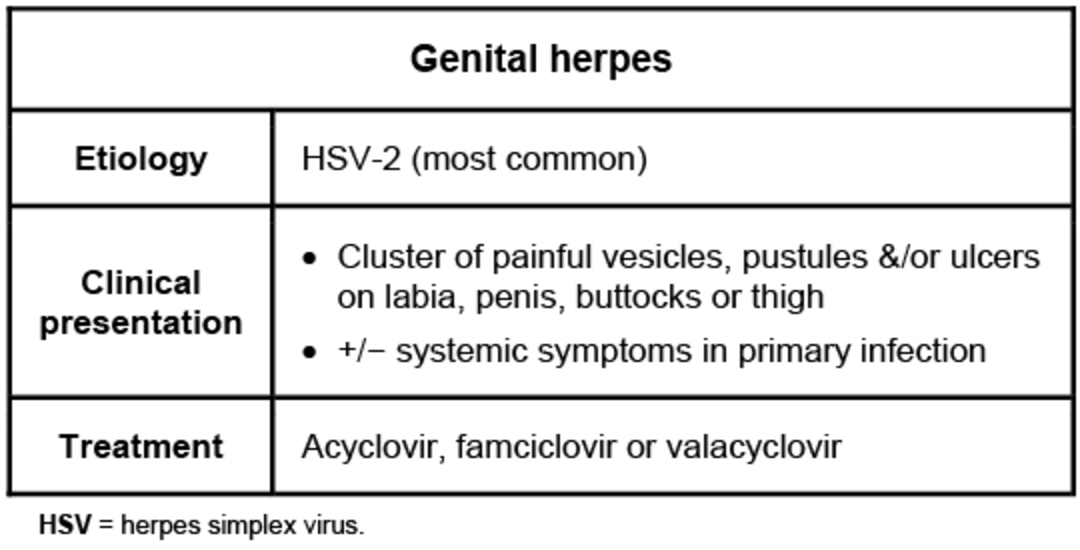 Genital herpes
Etiology
HSV-2 (most common)
Clinical
presentation
• Cluster of painful vesicles, pustules &/or ulcers
on labia, penis, buttocks or thigh
• +/− systemic symptoms in primary infection
Treatment
Acyclovir, famciclovir or valacyclovir
HSV = herpes simplex virus.